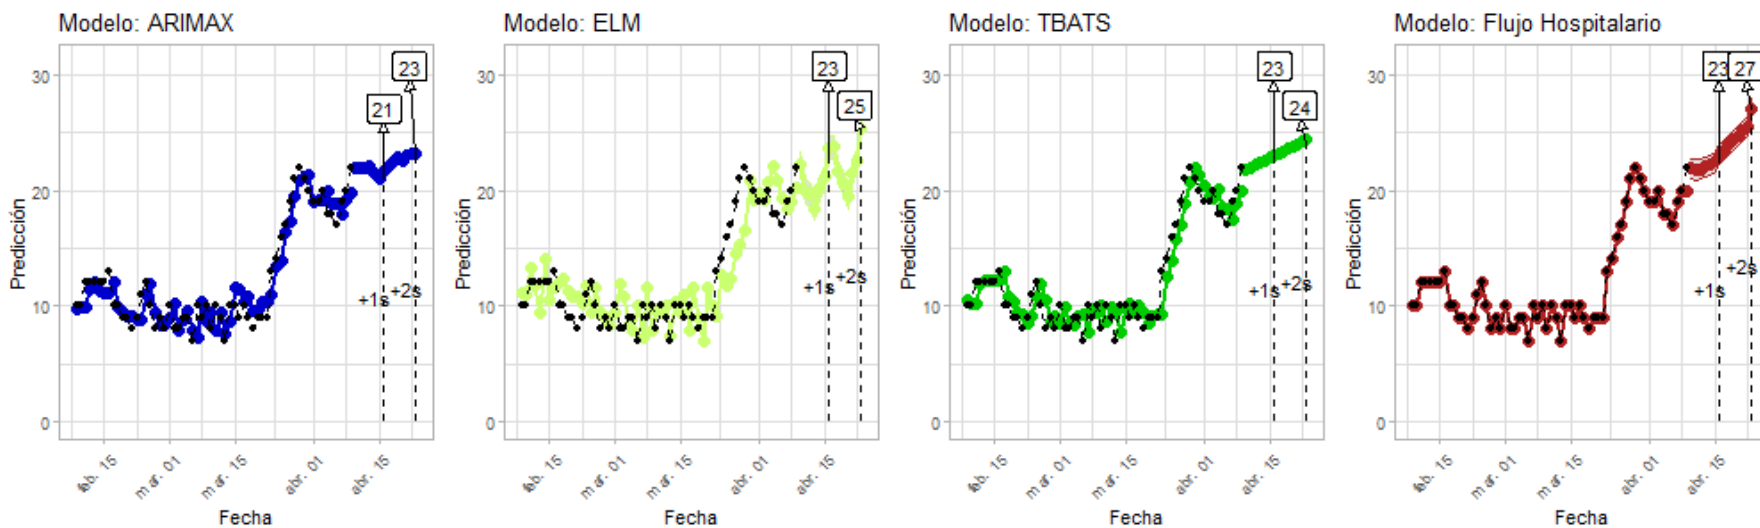 Modelo: ARIMAX
Predicción
30
20
10
0
21
23
+1s
+2s
feb. 15
mar. 01
mar. 15
abr. 01
abr. 15
Fecha
Modelo: ELM
Predicción
30
20
10
0
23
25
+1s
+2s
feb. 15
mar. 01
mar. 15
abr. 01
abr. 15
Fecha
Modelo: TBATS
Predicción
30
20
10
0
23
24
+1s
+2s
feb. 15
mar. 01
mar. 15
abr. 01
abr. 15
Fecha
Modelo: Flujo Hospitalario
Predicción
30
20
10
0
23
27
+1s
+2s
feb. 15
mar. 01
mar. 15
abr. 01
abr. 15
Fecha